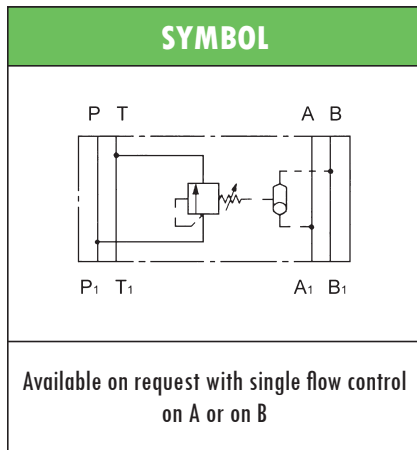 SYMBOL
P T A B
P1 T1 A1 B1
Available on request with single flow control
on A or on B